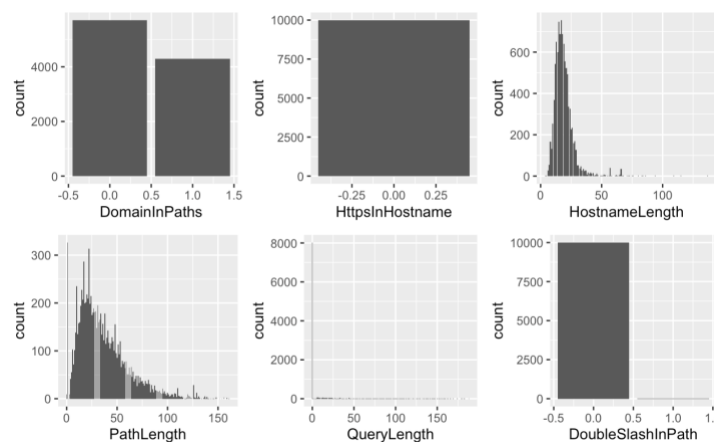 count
4000
2000
0
-0.5 0.0 0.5 1.0 1.5
DomainInPaths
count
10000
7500
5000
2500
0
-0.25 0.00 0.25
HttpsInHostname
count
600
400
200
0
0 50 100
HostnameLength
count
300
200
100
0
0 50 100 150
PathLength
count
8000
6000
4000
2000
0
0 50 100 150
QueryLength
count
10000
7500
5000
2500
0
-0.5 0.0 0.5 1.0 1.5
DoubleSlashInPath